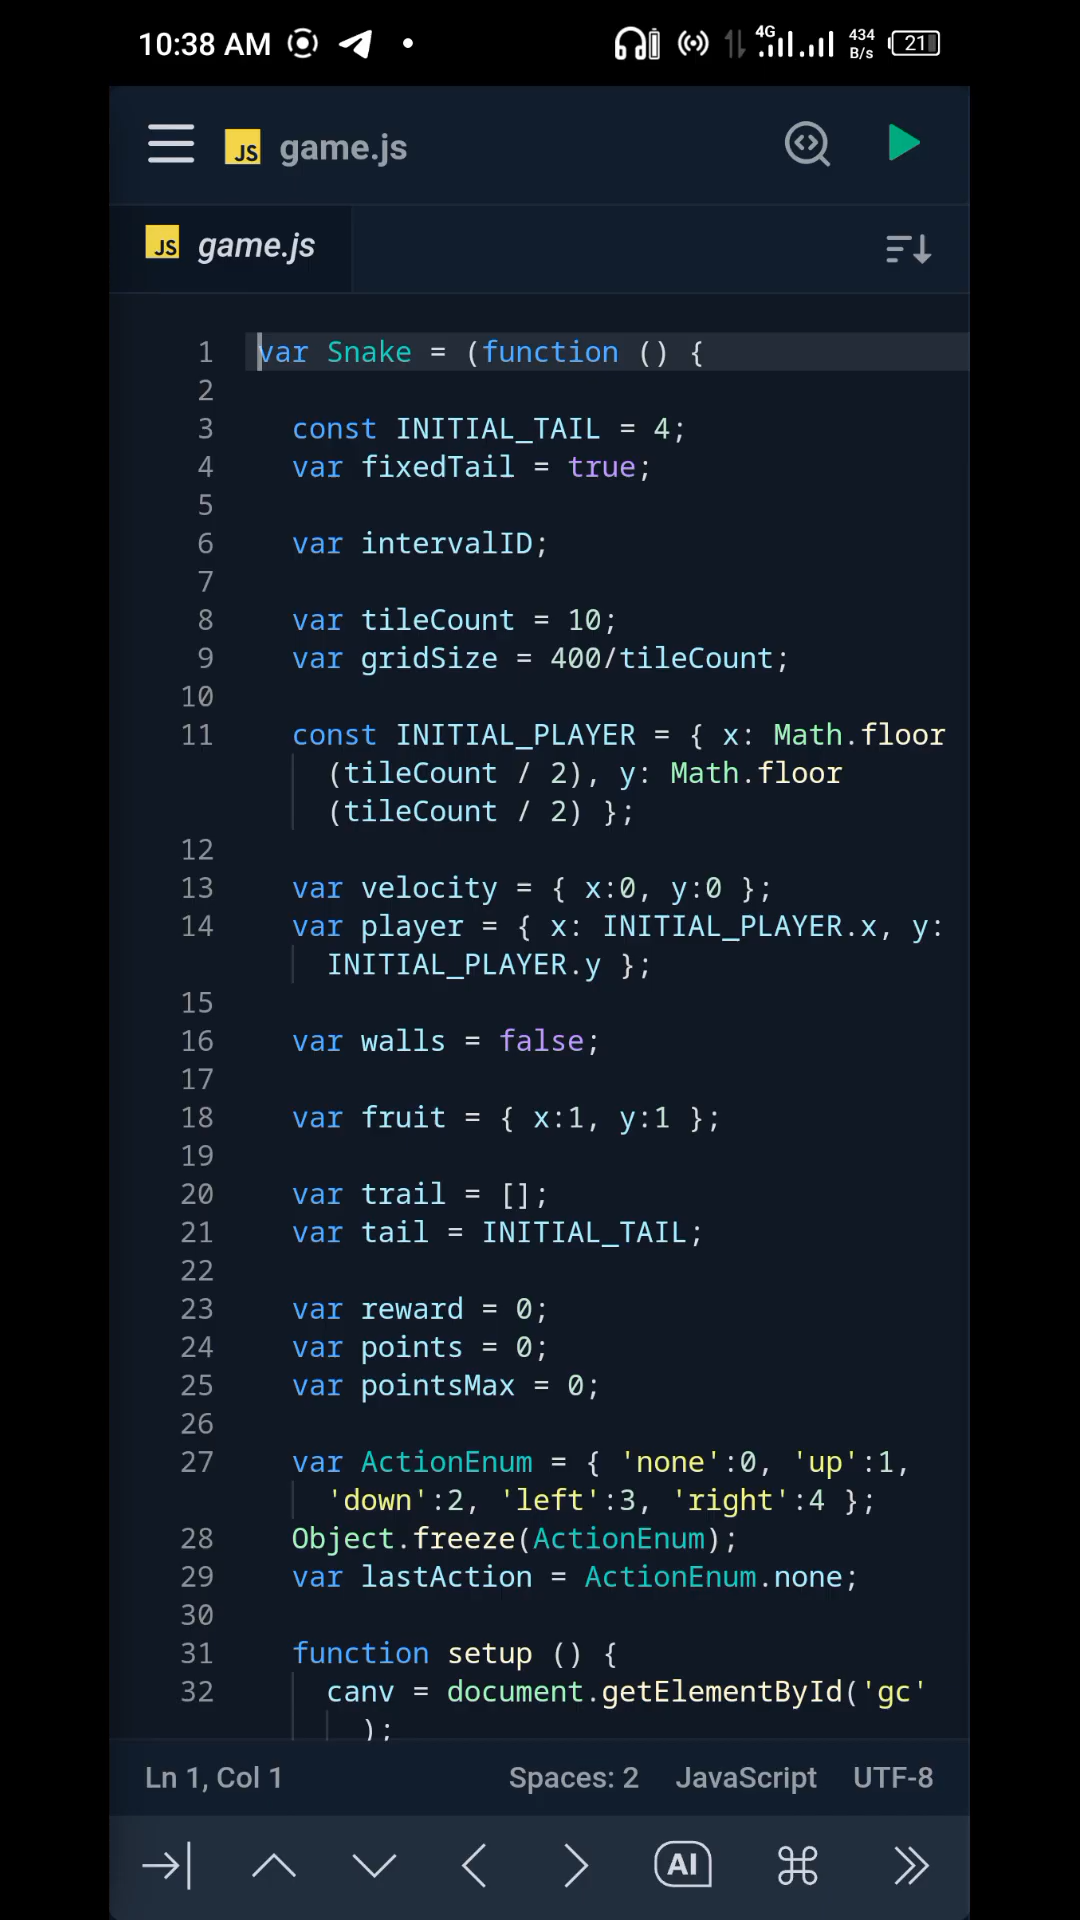 10:38 AM 4G 434 B/s 21
JS game.js
JS game.js
1 var Snake = (function () {
2
3 const INITIAL_TAIL = 4;
4 var fixedTail = true;
5
6 var intervalID;
7
8 var tileCount = 10;
9 var gridSize = 400/tileCount;
10
11 const INITIAL_PLAYER = { x: Math.floor
(tileCount / 2), y: Math.floor
(tileCount / 2) };
12
13 var velocity = { x:0, y:0 };
14 var player = { x: INITIAL_PLAYER.x, y:
INITIAL_PLAYER.y };
15
16 var walls = false;
17
18 var fruit = { x:1, y:1 };
19
20 var trail = [];
21 var tail = INITIAL_TAIL;
22
23 var reward = 0;
24 var points = 0;
25 var pointsMax = 0;
26
27 var ActionEnum = { 'none':0, 'up':1,
'down':2, 'left':3, 'right':4 };
28 Object.freeze(ActionEnum);
29 var lastAction = ActionEnum.none;
30
31 function setup () {
32 canv = document.getElementById('gc'
);
Ln 1, Col 1 Spaces: 2 JavaScript UTF-8
AI